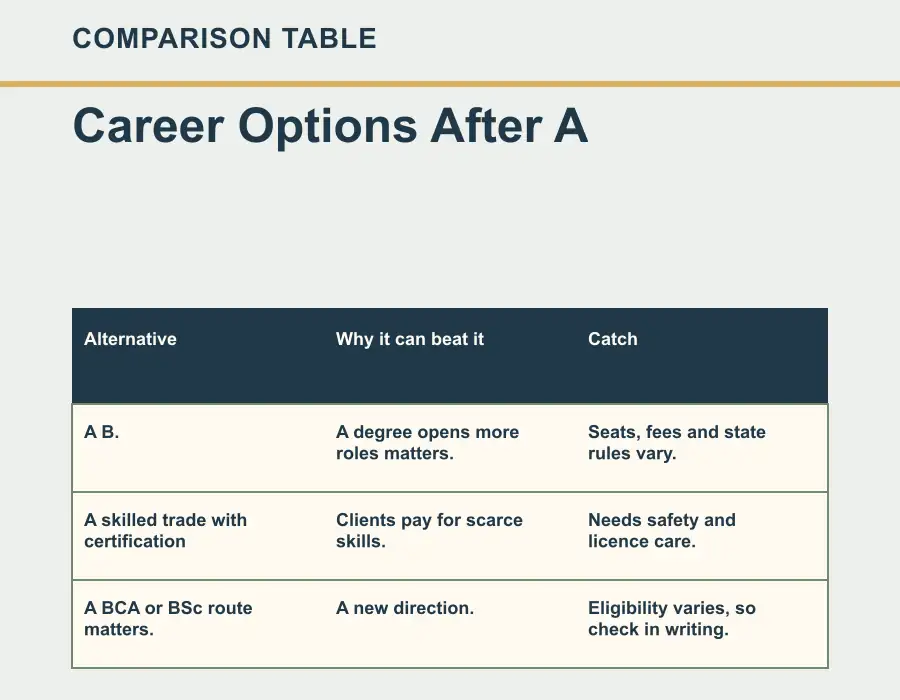 COMPARISON TABLE
Career Options After A
Alternative
Why it can beat it
Catch
A B.
A degree opens more
roles matters.
Seats, fees and state
rules vary.
A skilled trade with
certification
Clients pay for scarce
skills.
Needs safety and
licence care.
A BCA or BSc route
matters.
A new direction.
Eligibility varies, so
check in writing.